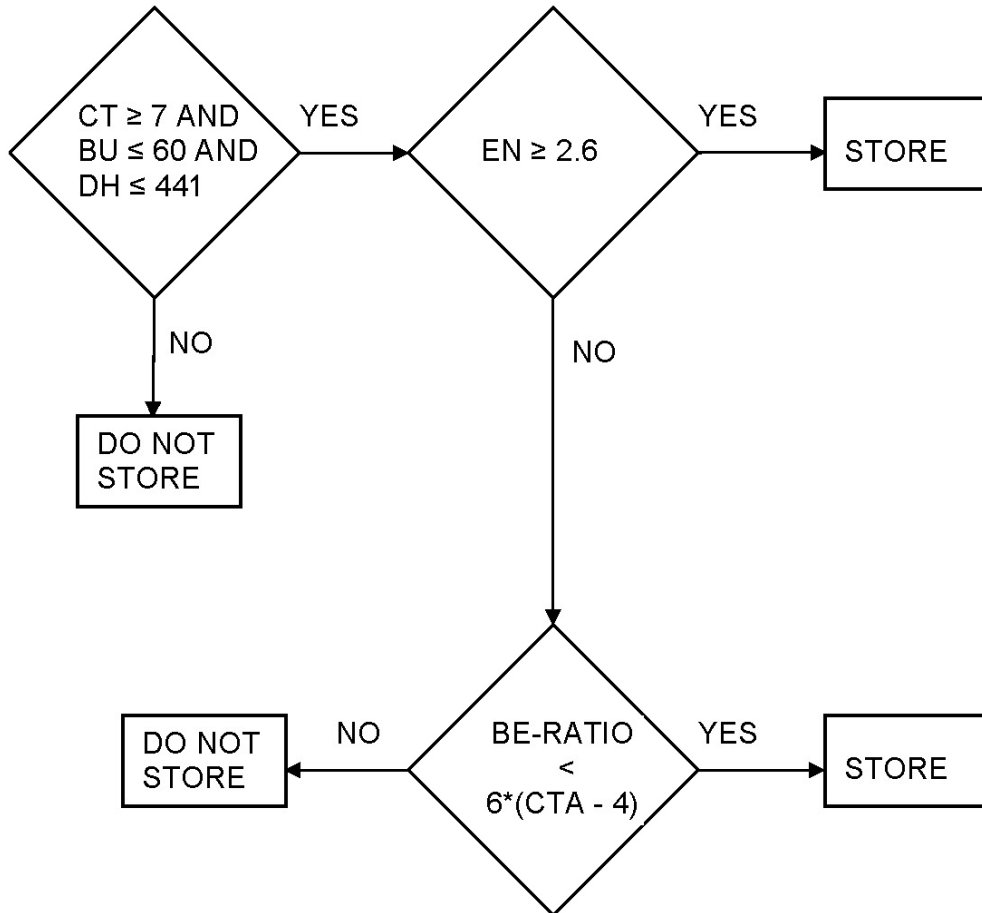 CT ≥ 7 AND
BU ≤ 60 AND
DH ≤ 441
YES
EN ≥ 2.6
YES
STORE
NO
DO NOT
STORE
NO
DO NOT
STORE
NO
BE-RATIO
<
6*(CTA - 4)
YES
STORE